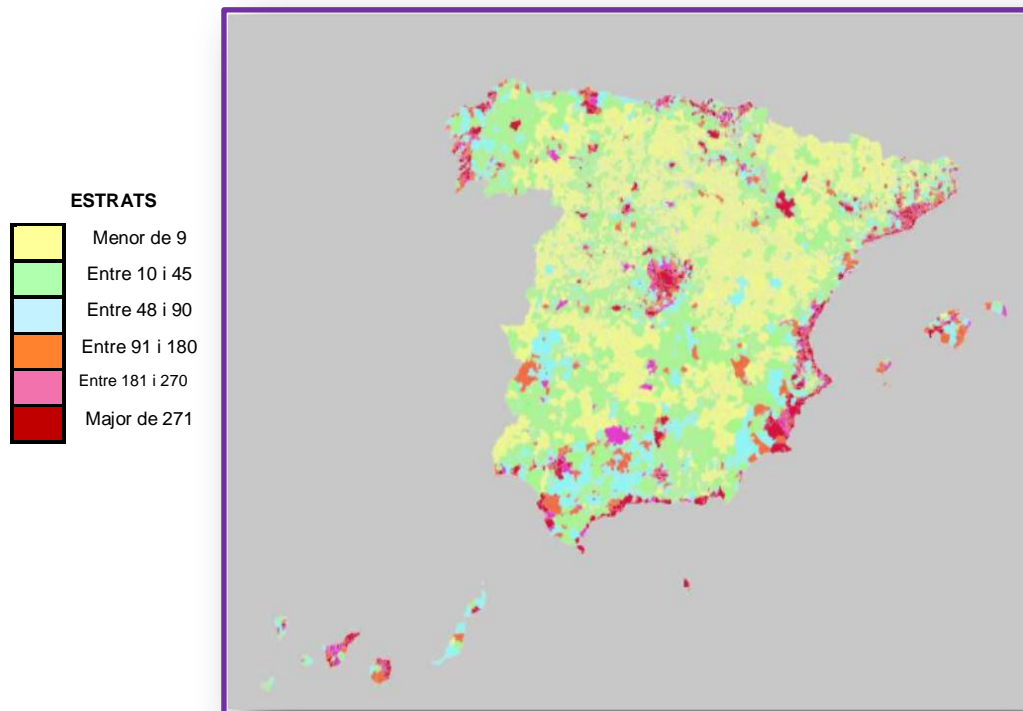 ESTRATS
Menor de 9
Entre 10 i 45
Entre 48 i 90
Entre 91 i 180
Entre 181 i 270
Major de 271